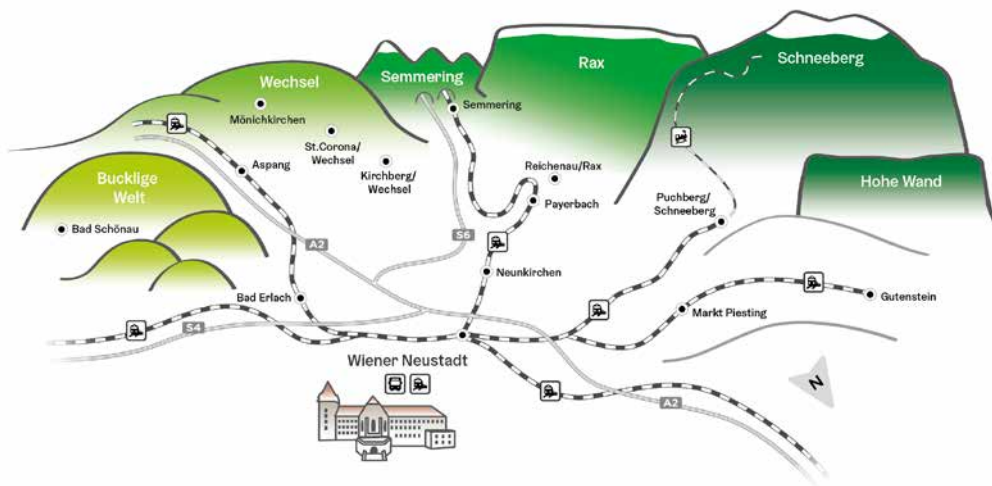 Wechsel
Mönichkirchen
St.Corona/
Wechsel
Kirchberg/
Wechsel
Aspang
Semmering
Semmering
Rax
Schneeberg
Reichenau/Rax
Payerbach
Puchberg/
Schneeberg
Hohe Wand
Bucklige
Welt
Bad Schönau
A2
S6
Neunkirchen
Bad Erlach
S4
Markt Piesting
Gutenstein
Wiener Neustadt
A2
N